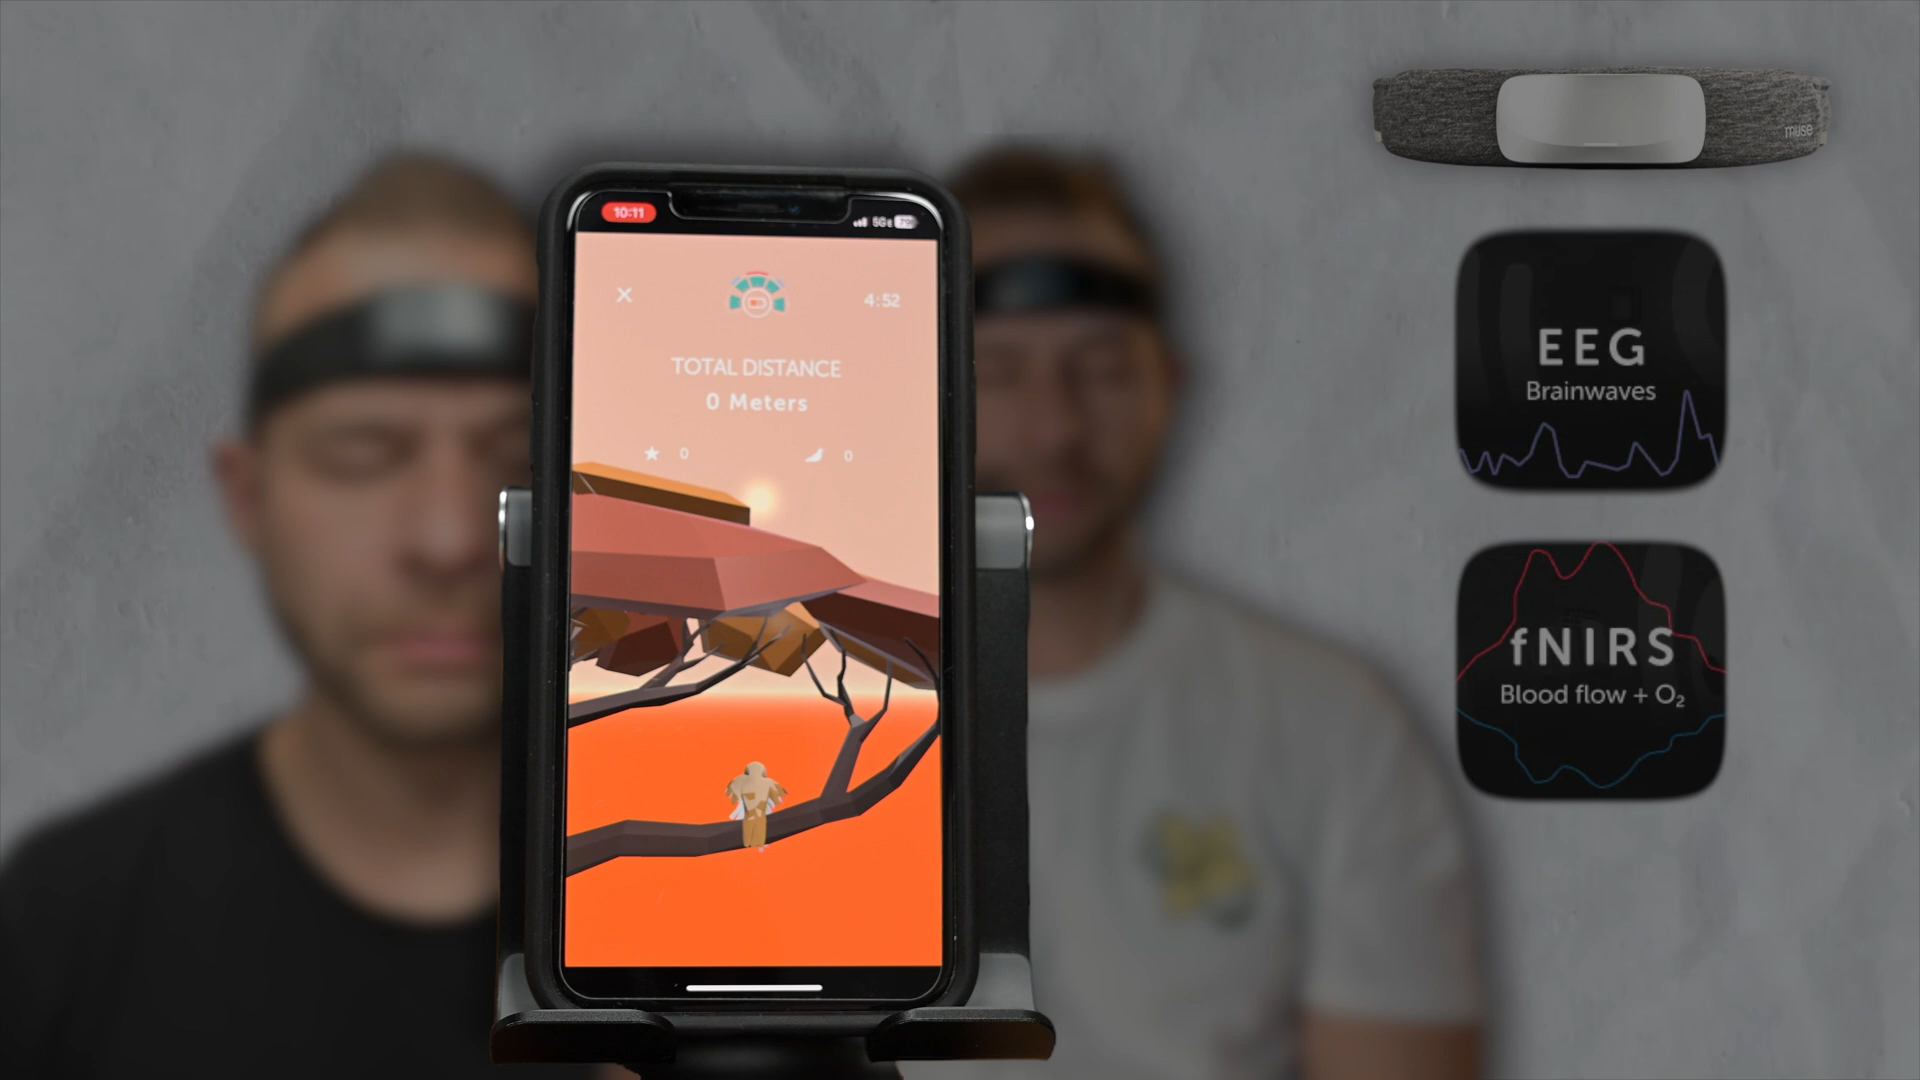 muse
10:11
5G
4:52
TOTAL DISTANCE
0 Meters
0
0
EEG
Brainwaves
fNIRS
Blood flow + O₂